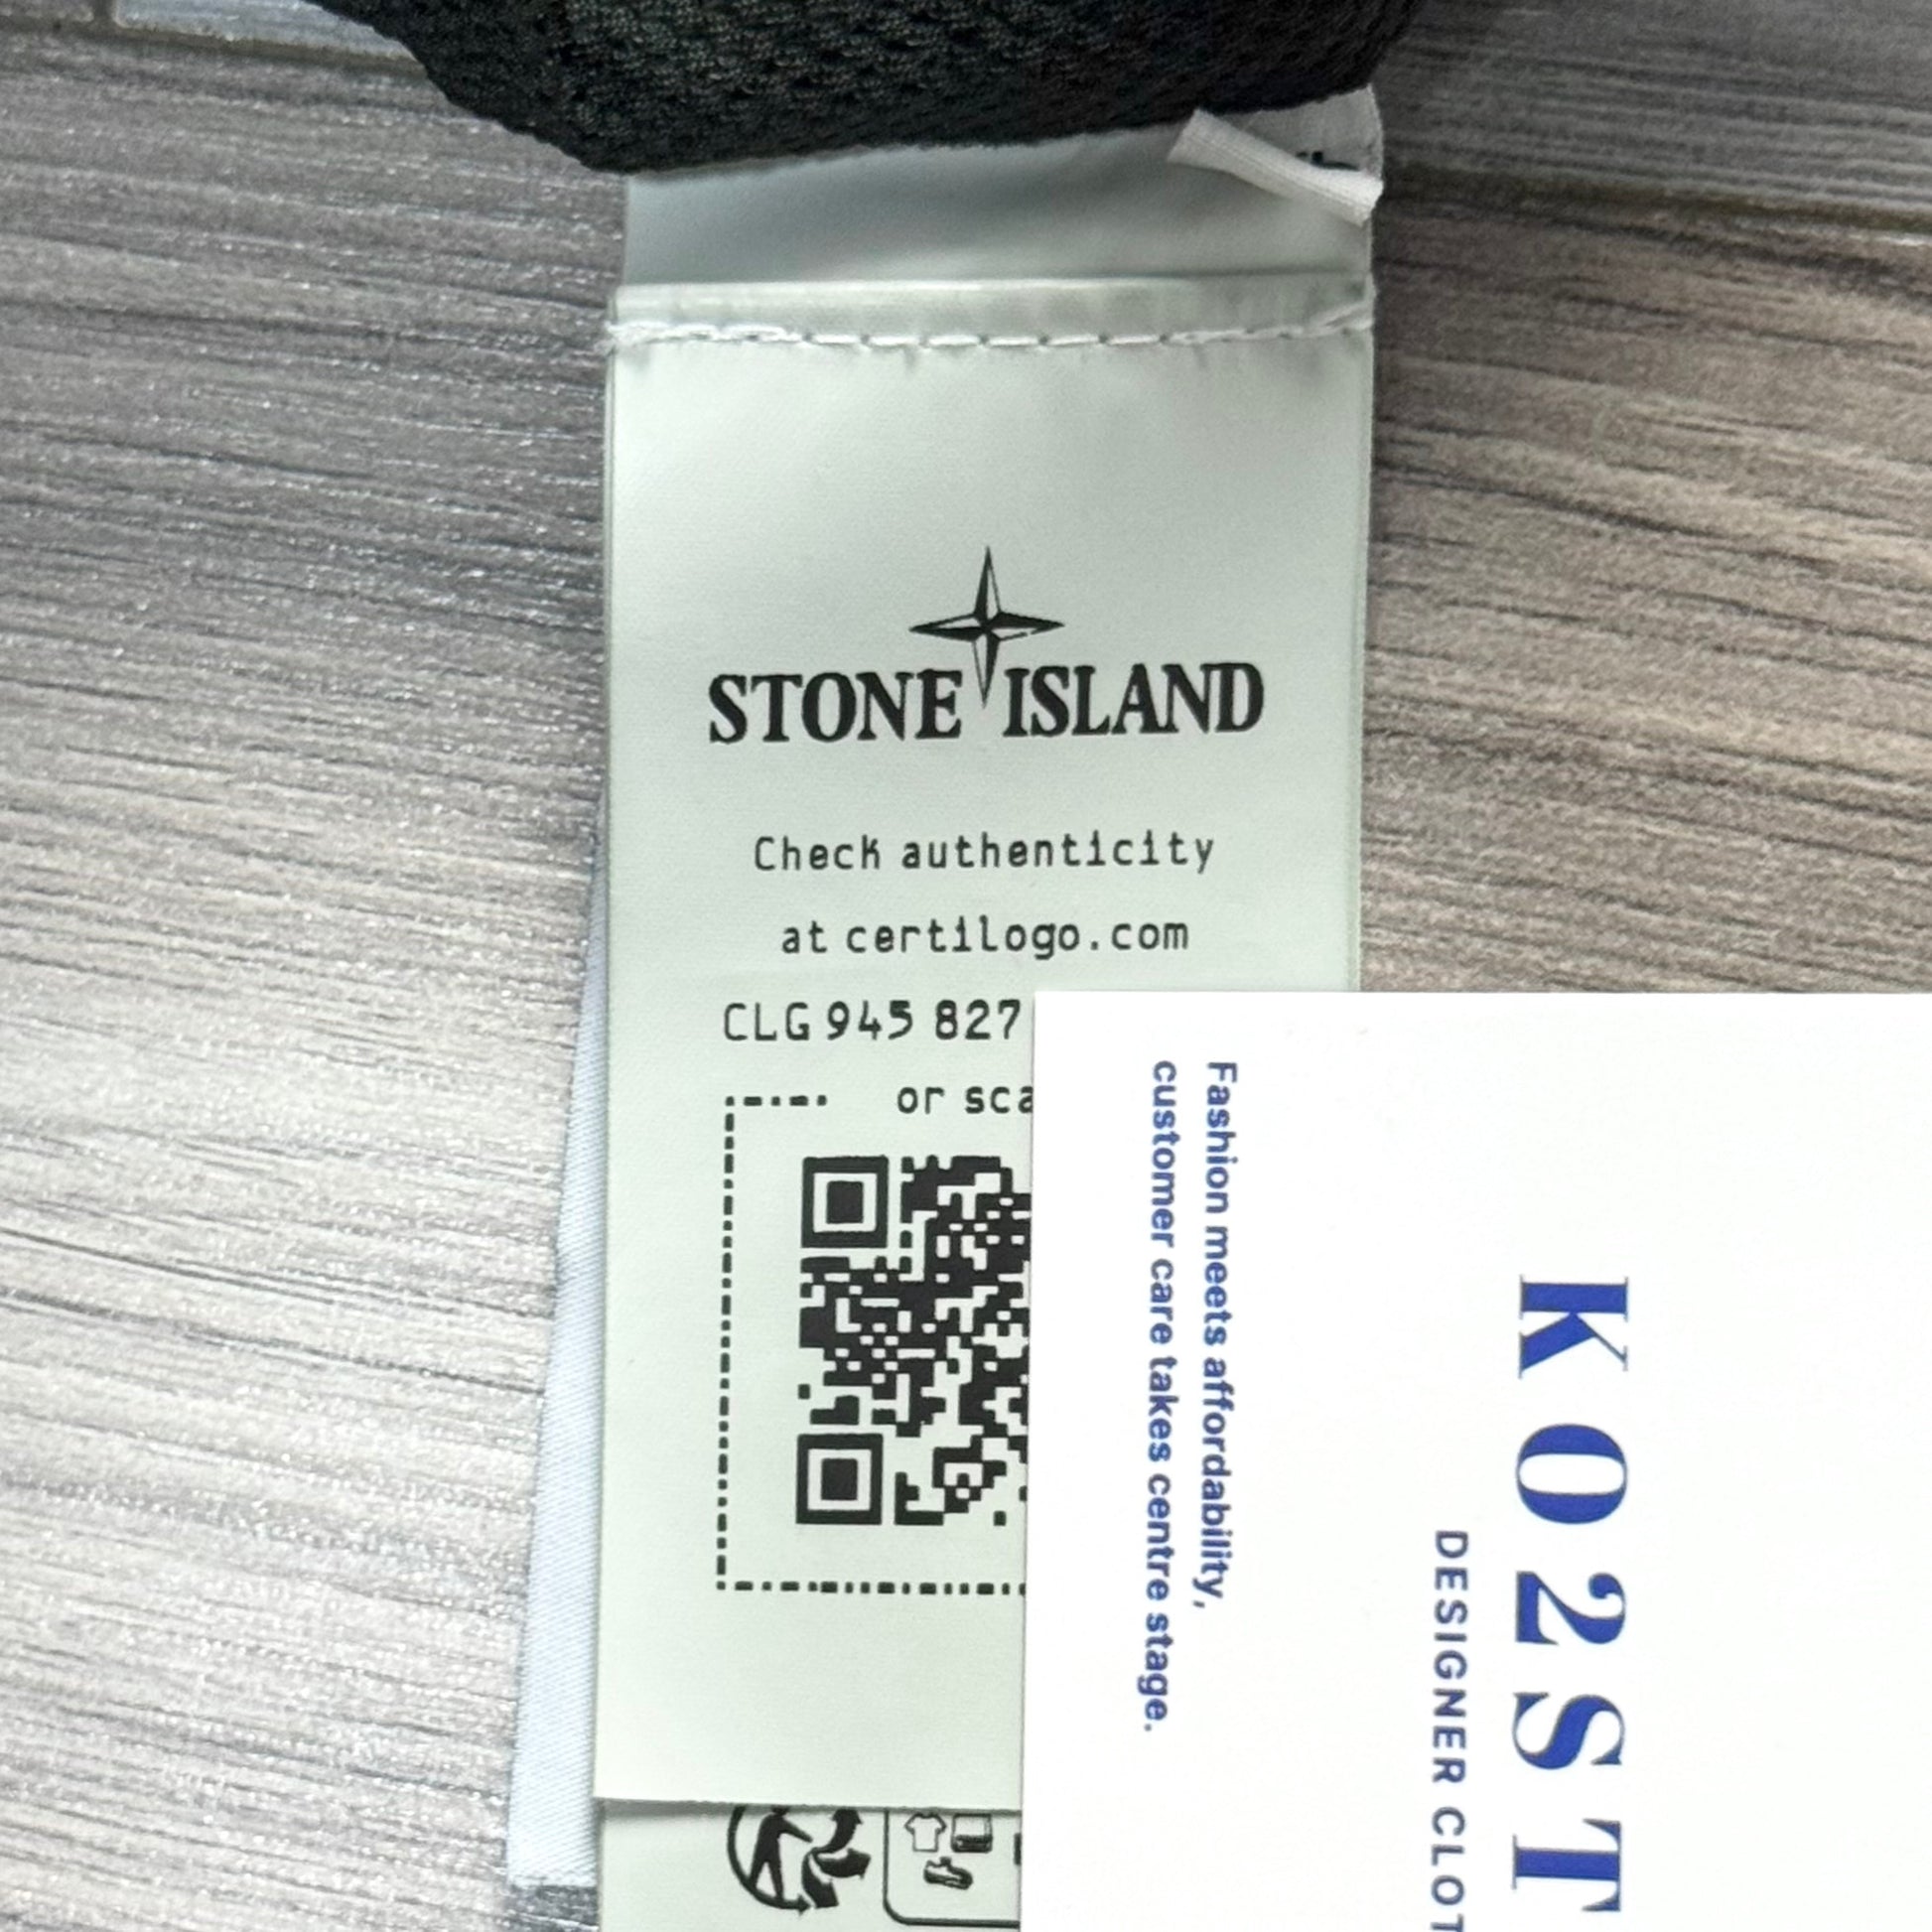 STONE ISLAND
Check authenticity
at certilogo.com
CLG 945 827
or sca
Fashion meets affordability,
customer care takes centre stage.
KO2ST
DESIGNER CLOT